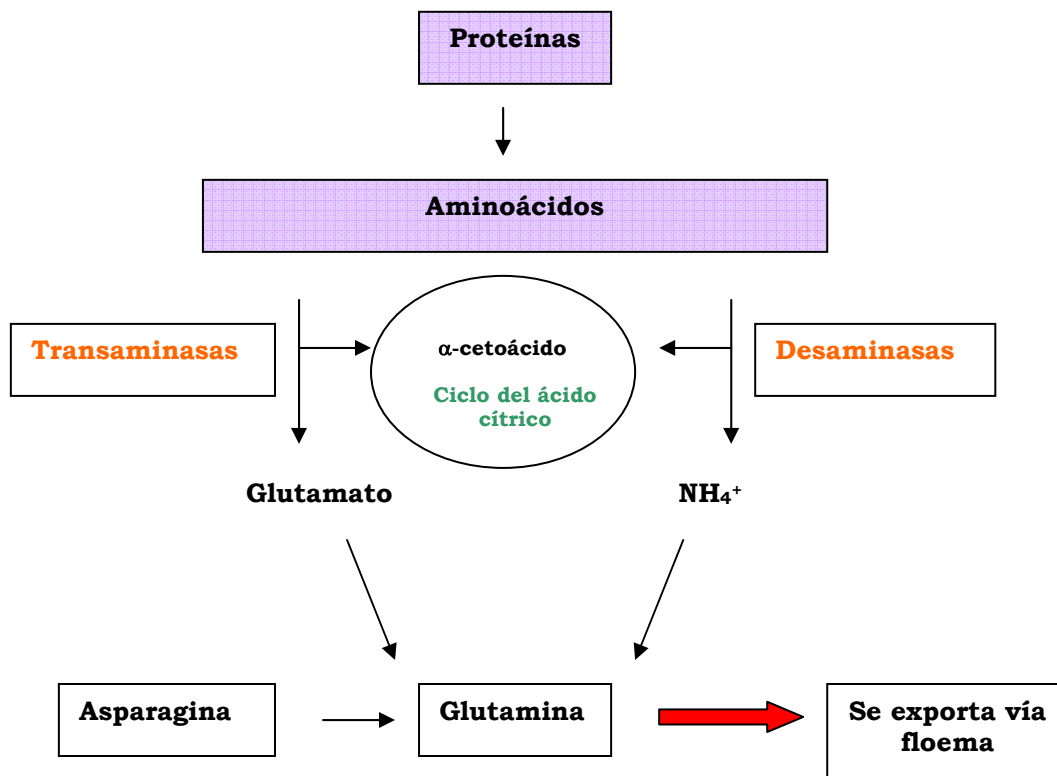 Proteínas
Aminoácidos
Transaminasas
α-cetoácido
Ciclo del ácido
cítrico
Desaminasas
Glutamato
NH₄⁺
Asparagina
Glutamina
Se exporta vía
floema